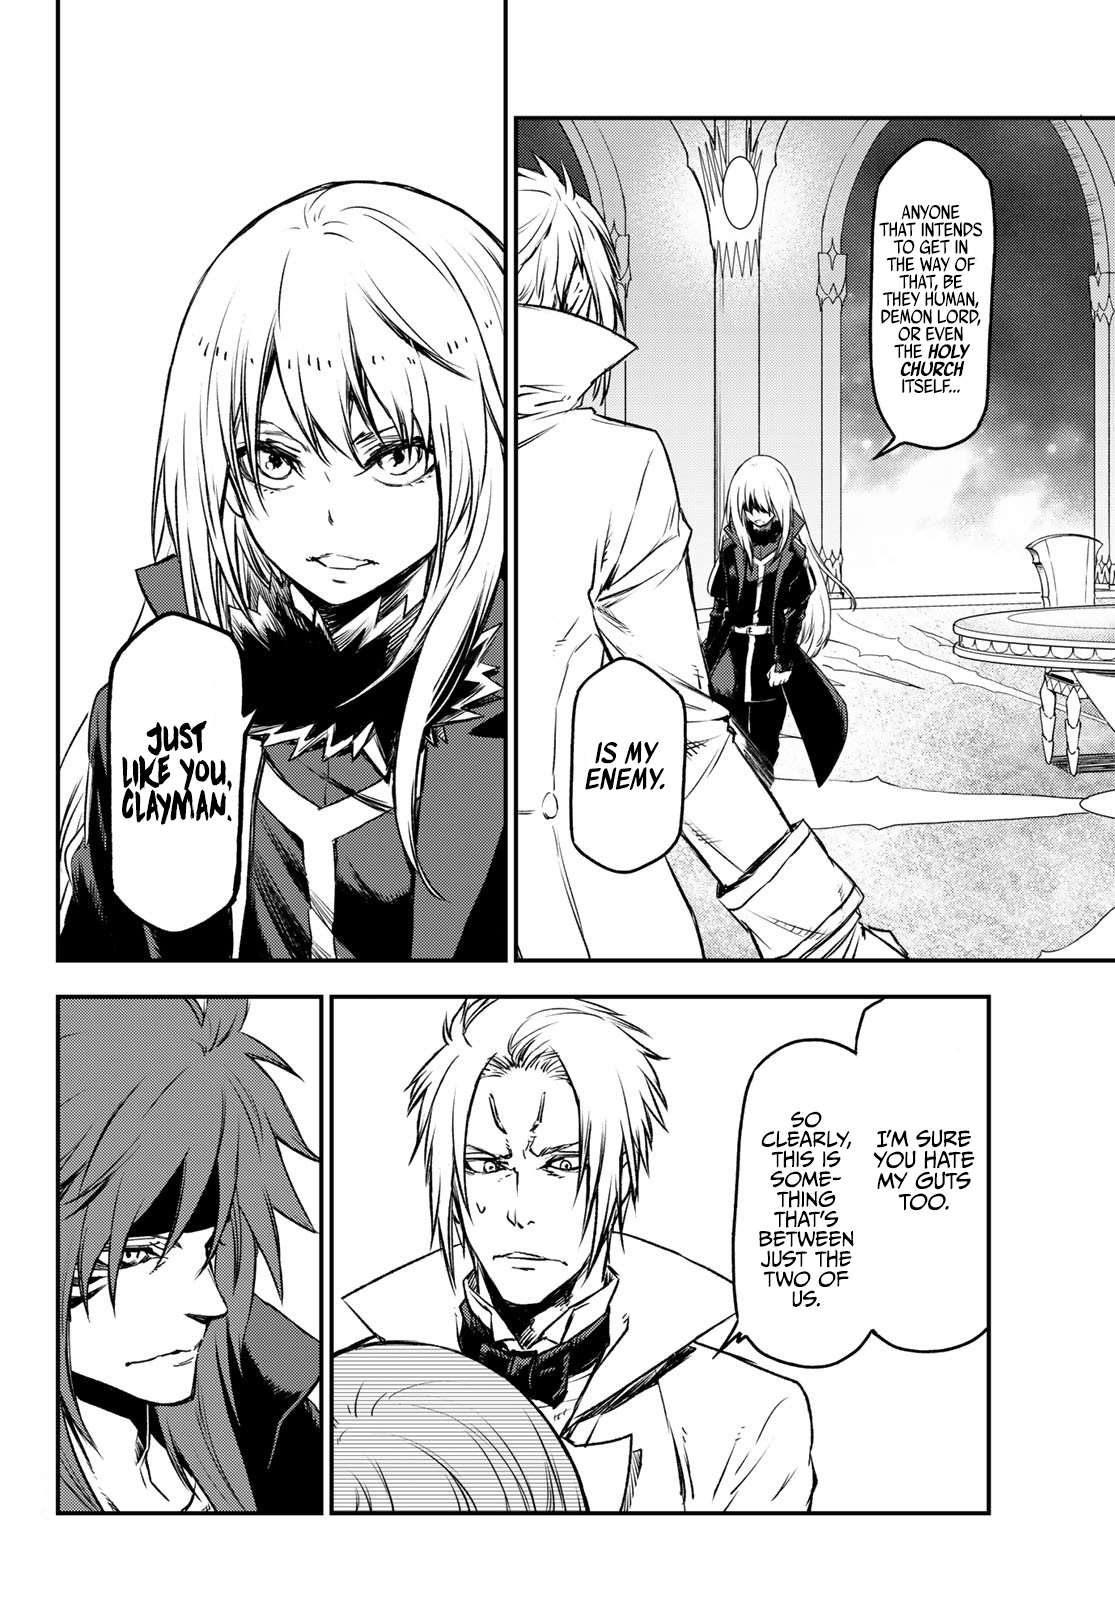 ANYONE
THAT INTENDS
TO GET IN
THE WAY OF
THAT, BE
THEY HUMAN,
DEMON LORD,
OR EVEN
THE HOLY
CHURCH
ITSELF...
IS MY
ENEMY.
JUST
LIKE YOU,
CLAYMAN.
I'M SURE
YOU HATE
MY GUTS
TOO.
SO
CLEARLY,
THIS IS
SOME-
THING
THAT'S
BETWEEN
JUST THE
TWO OF
US.